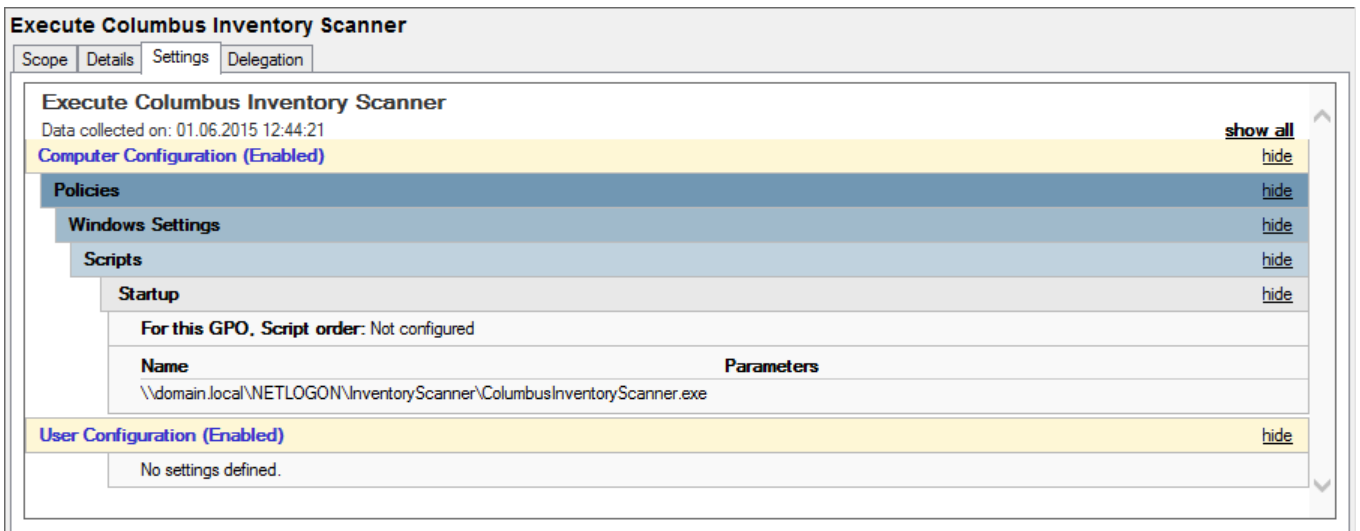 Execute Columbus Inventory Scanner
Scope Details Settings Delegation
Execute Columbus Inventory Scanner
Data collected on: 01.06.2015 12:44:21 show all
Computer Configuration (Enabled) hide
Policies hide
Windows Settings hide
Scripts hide
Startup hide
For this GPO, Script order: Not configured
Name Parameters
\\domain.local\NETLOGON\InventoryScanner\ColumbusInventoryScanner.exe
User Configuration (Enabled) hide
No settings defined.